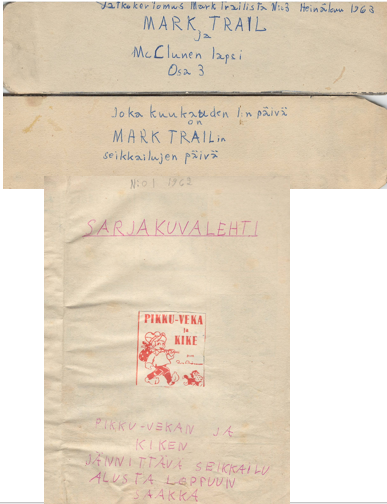 Jatkokertomus Mark Trailista N:o 3 Heinäkuu 1963
MARK TRAIL
ja
McClunen lapsi
Osa 3
Joka kuukauden 1:n päivä
on
MARK TRAILin
seikkailujen päivä
N:o 1 1962
SARJAKUVALEHTI
PIKKU-VEKA
ja
KIKE
PIKKU-VEKAN JA
KIKEN
JÄNNITTÄVÄ SEIKKAILU
ALUSTA LOPPUUN
SAAKKA